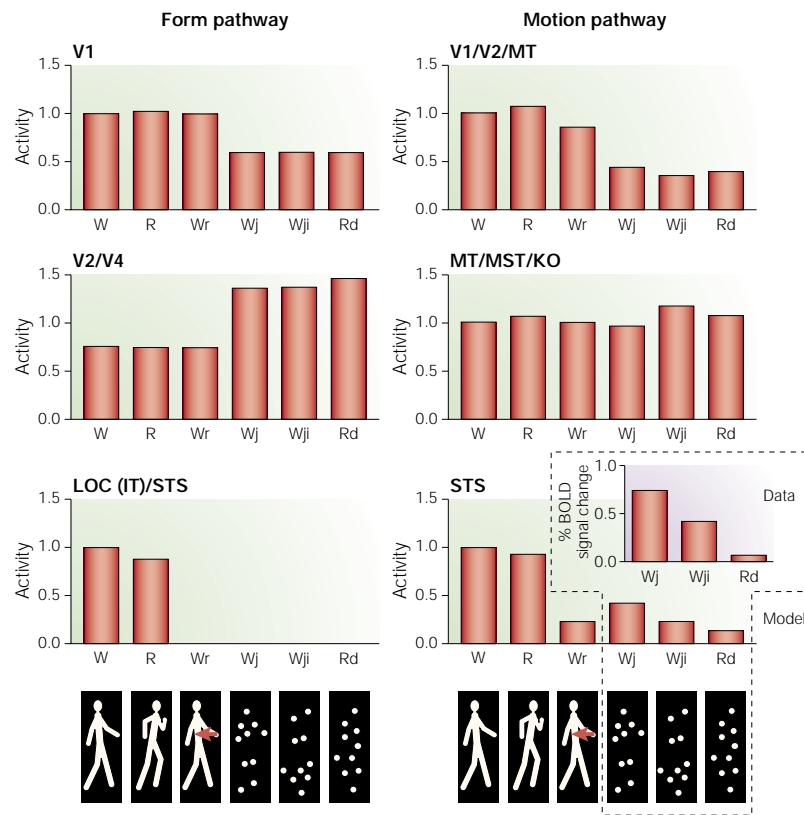 Form pathway
Motion pathway
V1
1.5
1.0
0.5
0.0
Activity
W R Wr Wj Wji Rd
V1/V2/MT
1.5
1.0
0.5
0.0
Activity
W R Wr Wj Wji Rd
V2/V4
1.5
1.0
0.5
0.0
Activity
W R Wr Wj Wji Rd
MT/MST/KO
1.5
1.0
0.5
0.0
Activity
W R Wr Wj Wji Rd
LOC (IT)/STS
1.5
1.0
0.5
0.0
Activity
W R Wr Wj Wji Rd
STS
1.5
1.0
0.5
0.0
Activity
W R Wr Wj Wji Rd
1.0
0.5
0.0
% BOLD
signal change
Wj Wji Rd
Data
Model